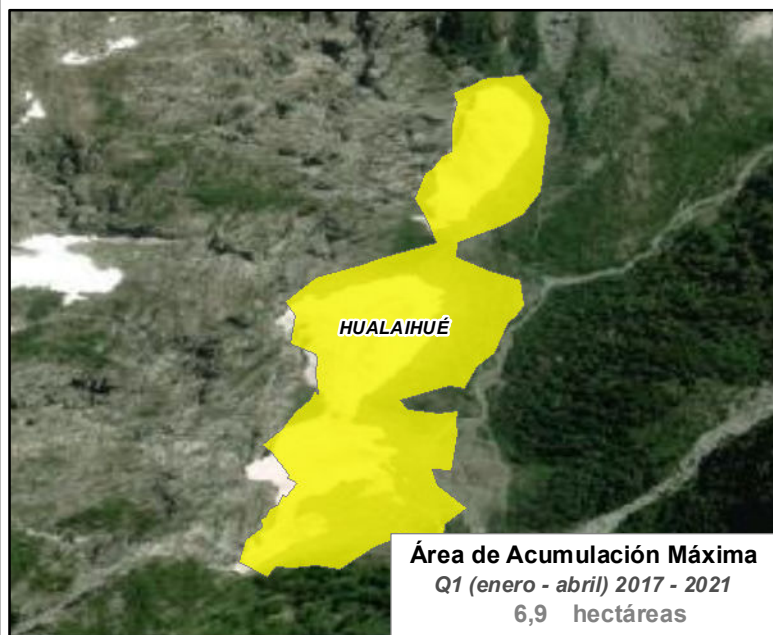 HUALAIHUÉ
Área de Acumulación Máxima
Q1 (enero - abril) 2017 - 2021
6,9 hectáreas